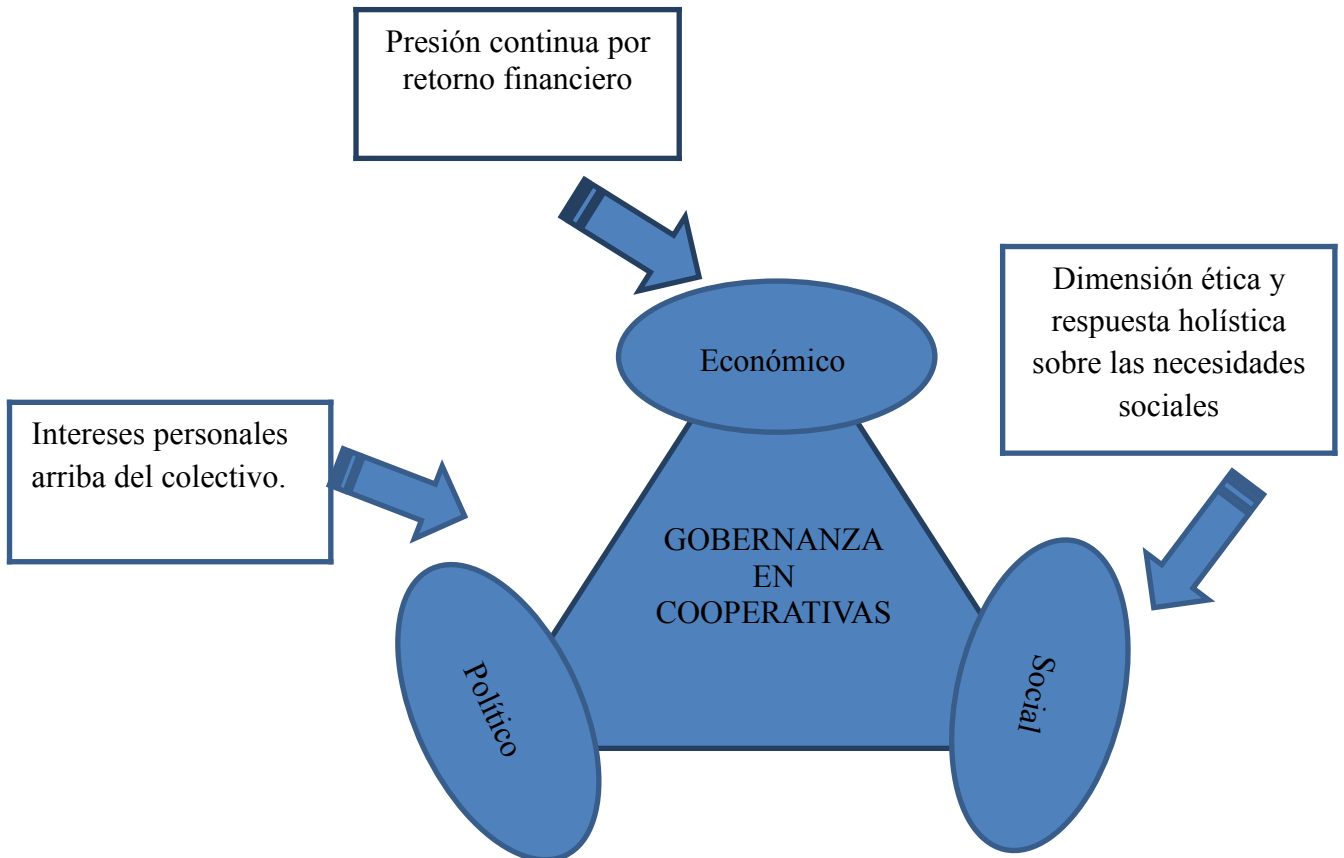 Presión continua por
retorno financiero
Dimensión ética y
respuesta holística
sobre las necesidades
sociales
Económico
Intereses personales
arriba del colectivo.
GOBERNANZA
EN
COOPERATIVAS
Político
Social